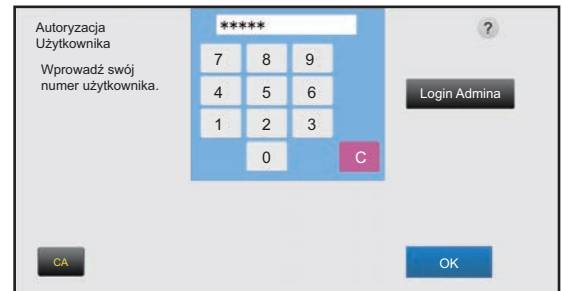 Autoryzacja
Użytkownika
Wprowadź swój
numer użytkownika.
*****
?
7 8 9
4 5 6
1 2 3
0 C
Login Admina
CA
OK